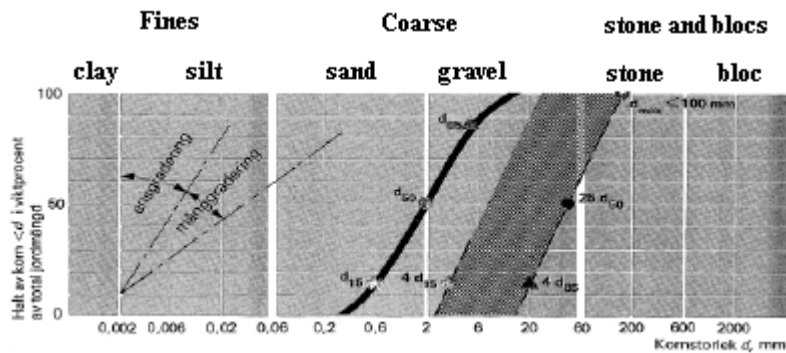 Fines Coarse stone and blocs
clay silt sand gravel stone bloc
100
d max < 100 mm
d85
ensgradering
månggradering
50
d50
25 d50
Halt av korn <d i viktprocent
av total jordmängd
d15 4 d15 4 d85
0
0,002 0,006 0,02 0,06 0,2 0,6 2 6 20 60 200 600 2000
Kornstorlek d, mm